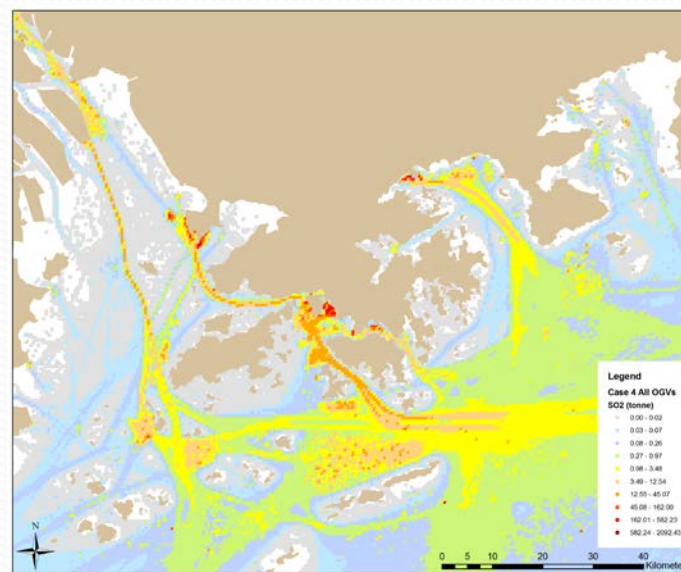 Legend
Case 4 All OGVs
SO2 (tonne)
0.00 - 0.02
0.03 - 0.07
0.08 - 0.26
0.27 - 0.97
0.98 - 3.48
3.49 - 12.54
12.55 - 45.07
45.08 - 162.00
162.01 - 582.23
582.24 - 2092.43
N
0 5 10 20 30 40
Kilomete